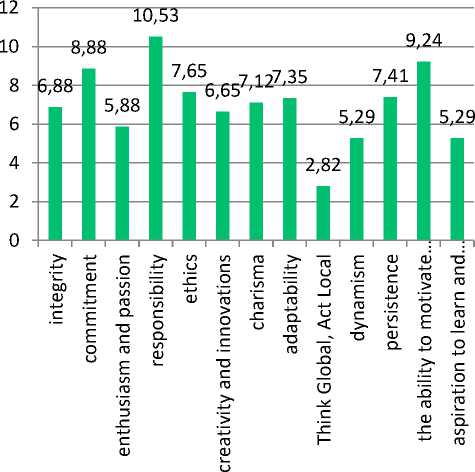 12
10
8
6
4
2
0
6,88
8,88
5,88
10,53
7,65
6,65
7,12
7,35
2,82
5,29
7,41
9,24
5,29
integrity
commitment
enthusiasm and passion
responsibility
ethics
creativity and innovations
charisma
adaptability
Think Global, Act Local
dynamism
persistence
the ability to motivate…
aspiration to learn and…